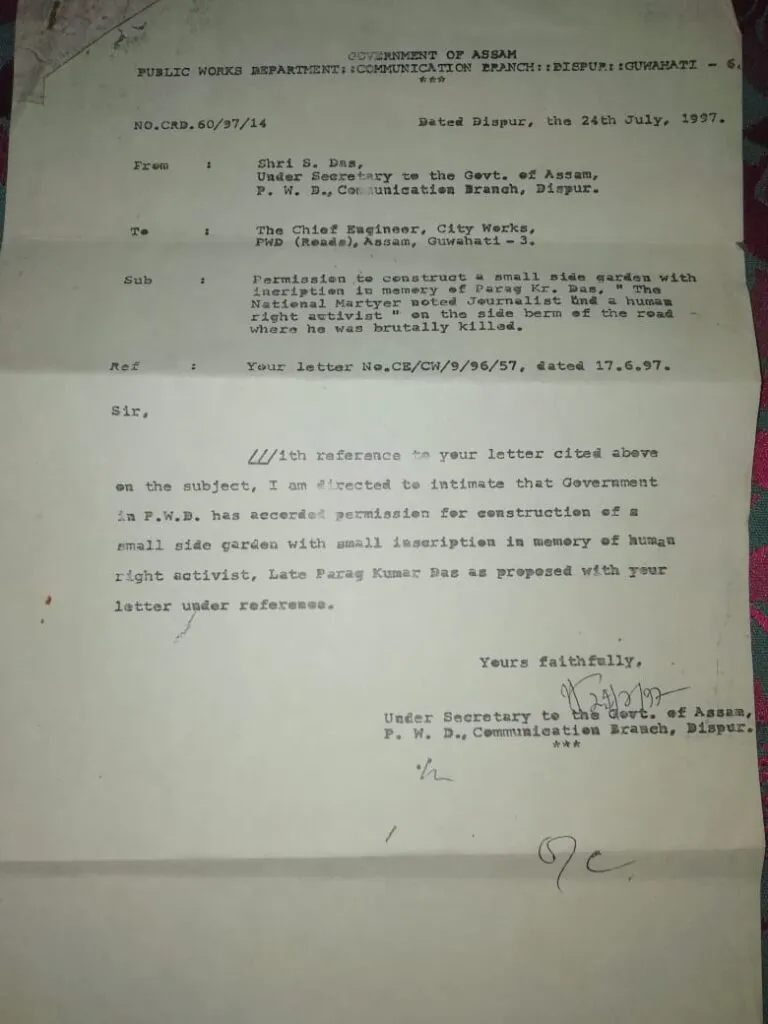 GOVERNMENT OF ASSAM
PUBLIC WORKS DEPARTMENT::COMMUNICATION BRANCH::DISPUR::GUWAHATI - 6.
***
NO.CRD.60/97/14 Dated Dispur, the 24th July, 1997.
From : Shri S. Das,
Under Secretary to the Govt. of Assam,
P. W. D., Communication Branch, Dispur.
To : The Chief Engineer, City Works,
PWD (Roads), Assam, Guwahati - 3.
Sub : Permission to construct a small side garden with
incription in memory of Parag Kr. Das, " The
National Martyer noted Journalist and a human
right activist " on the side berm of the road
where he was brutally killed.
Ref : Your letter No.CE/CW/9/96/57, dated 17.6.97.
Sir,
With reference to your letter cited above
on the subject, I am directed to intimate that Government
in P.W.D. has accorded permission for construction of a
small side garden with small inscription in memory of human
right activist, Late Parag Kumar Das as proposed with your
letter under reference.
Yours faithfully,
24/7/97
Under Secretary to the Govt. of Assam,
P. W. D., Communication Branch, Dispur.
***